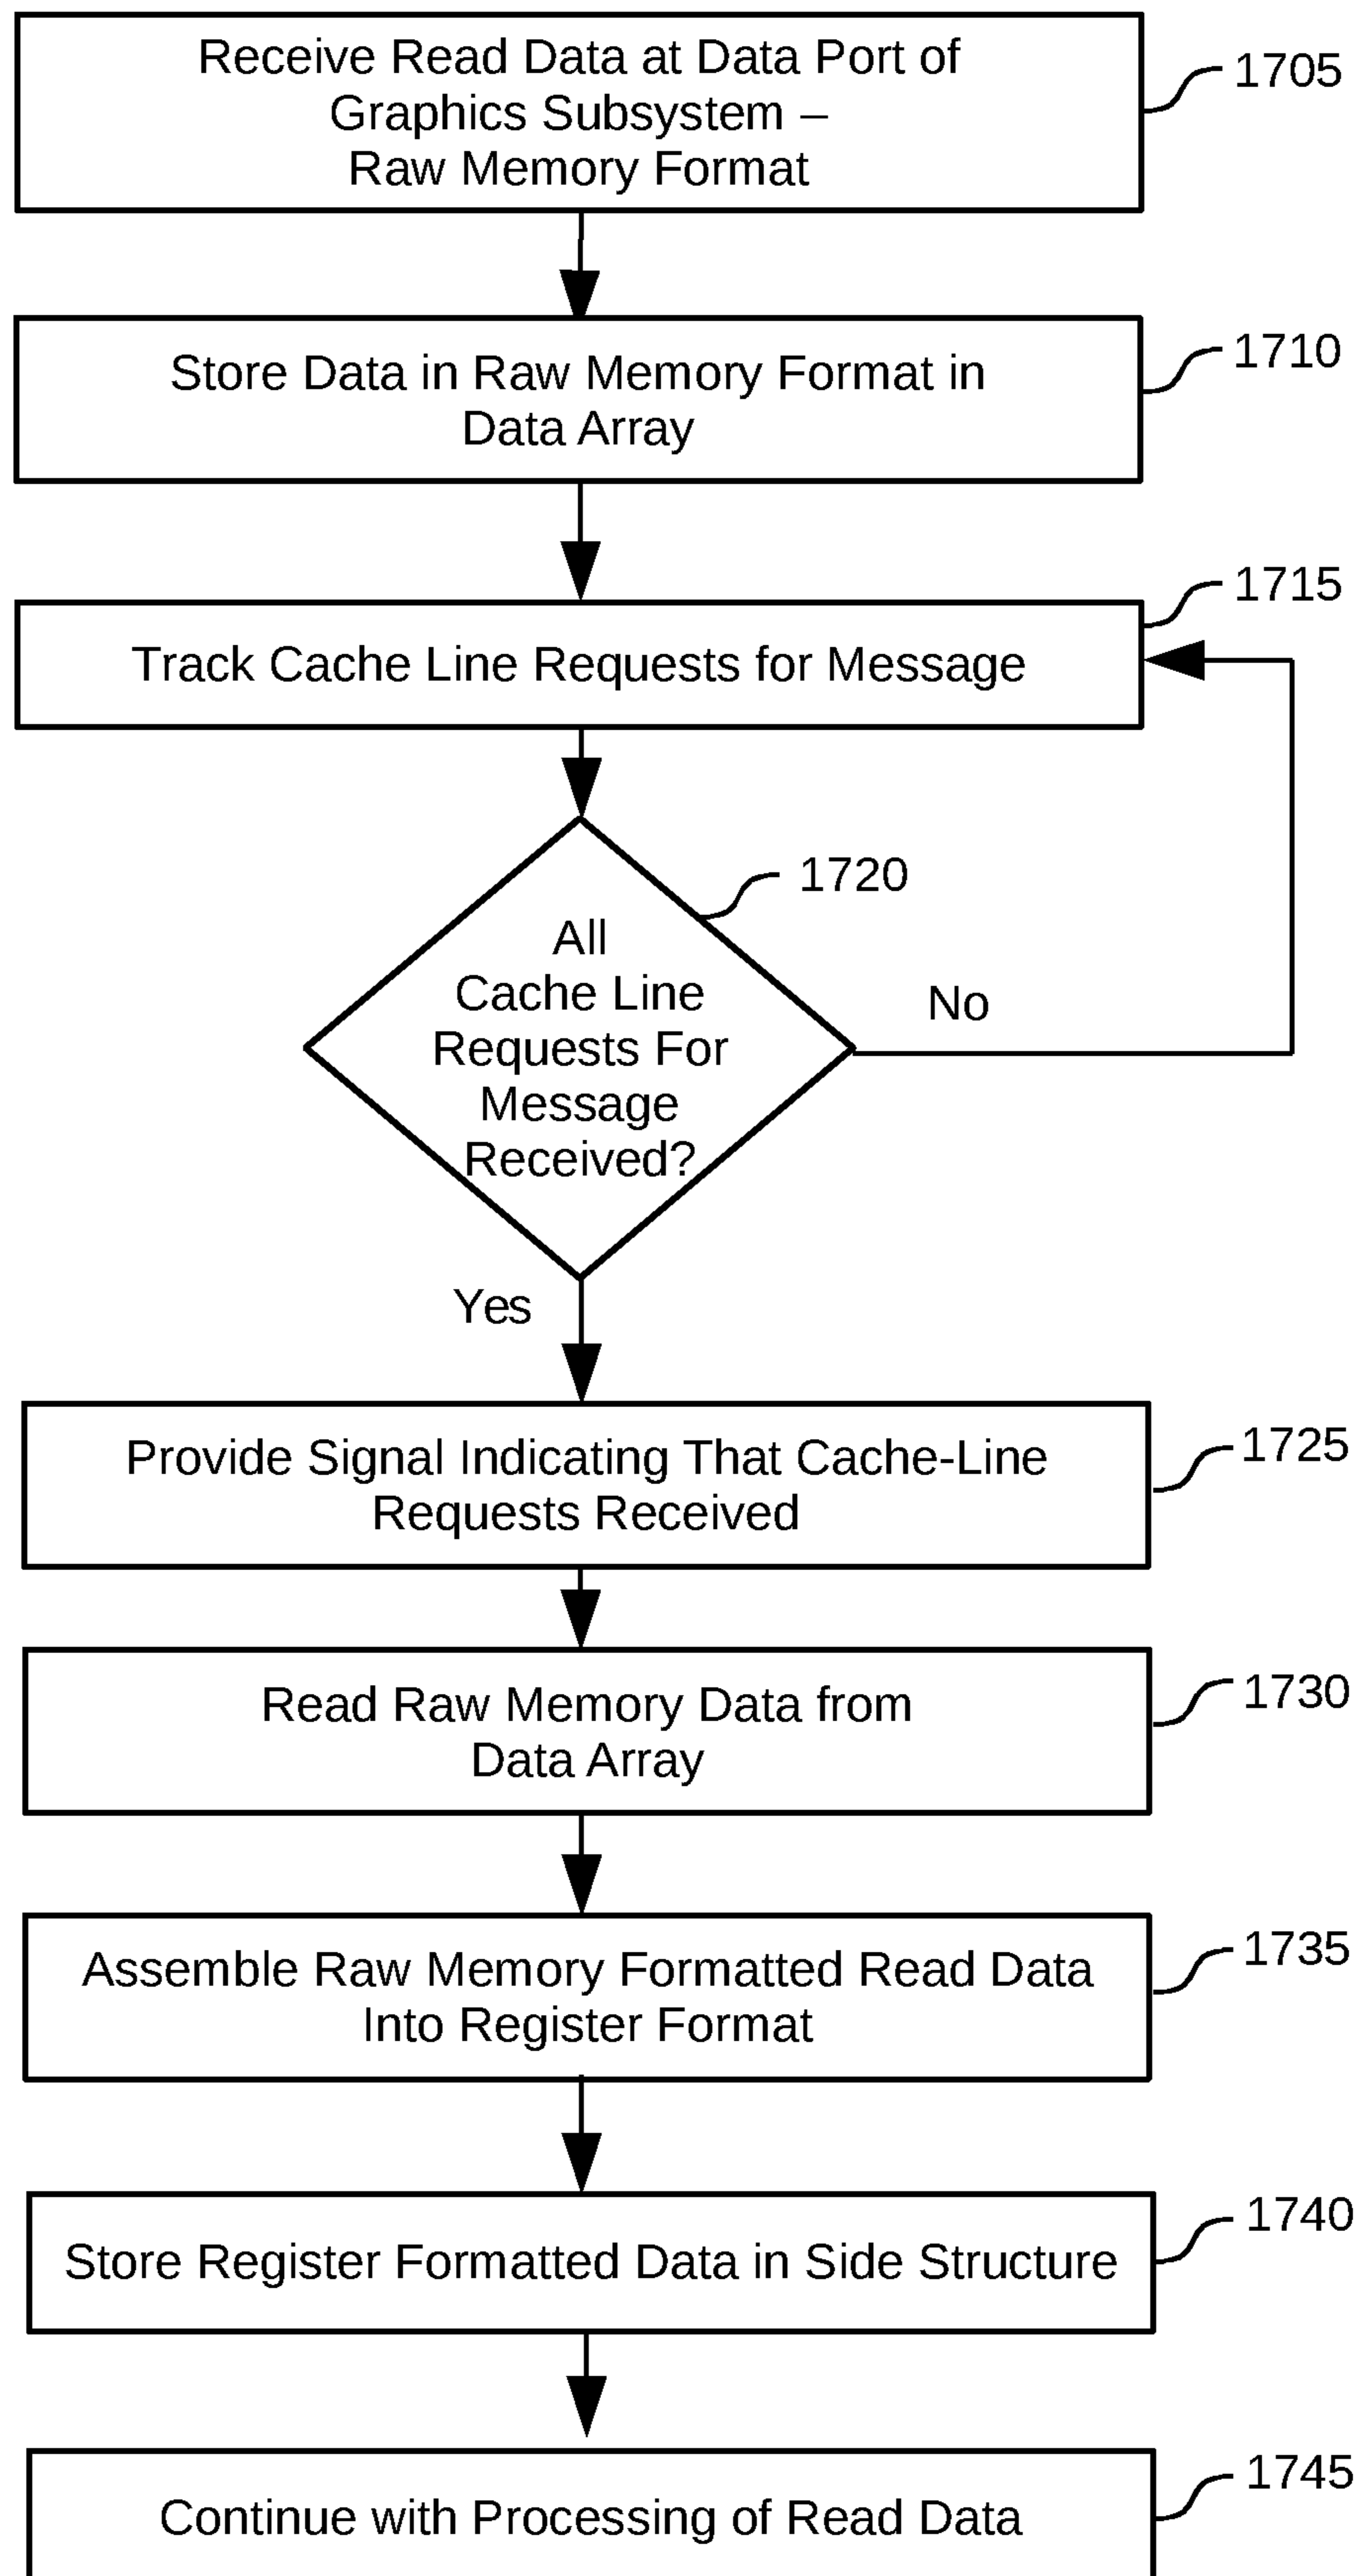 Receive Read Data at Data Port of
Graphics Subsystem –
Raw Memory Format
1705
Store Data in Raw Memory Format in
Data Array
1710
Track Cache Line Requests for Message
1715
All
Cache Line
Requests For
Message
Received?
1720
No
Yes
Provide Signal Indicating That Cache-Line
Requests Received
1725
Read Raw Memory Data from
Data Array
1730
Assemble Raw Memory Formatted Read Data
Into Register Format
1735
Store Register Formatted Data in Side Structure
1740
Continue with Processing of Read Data
1745